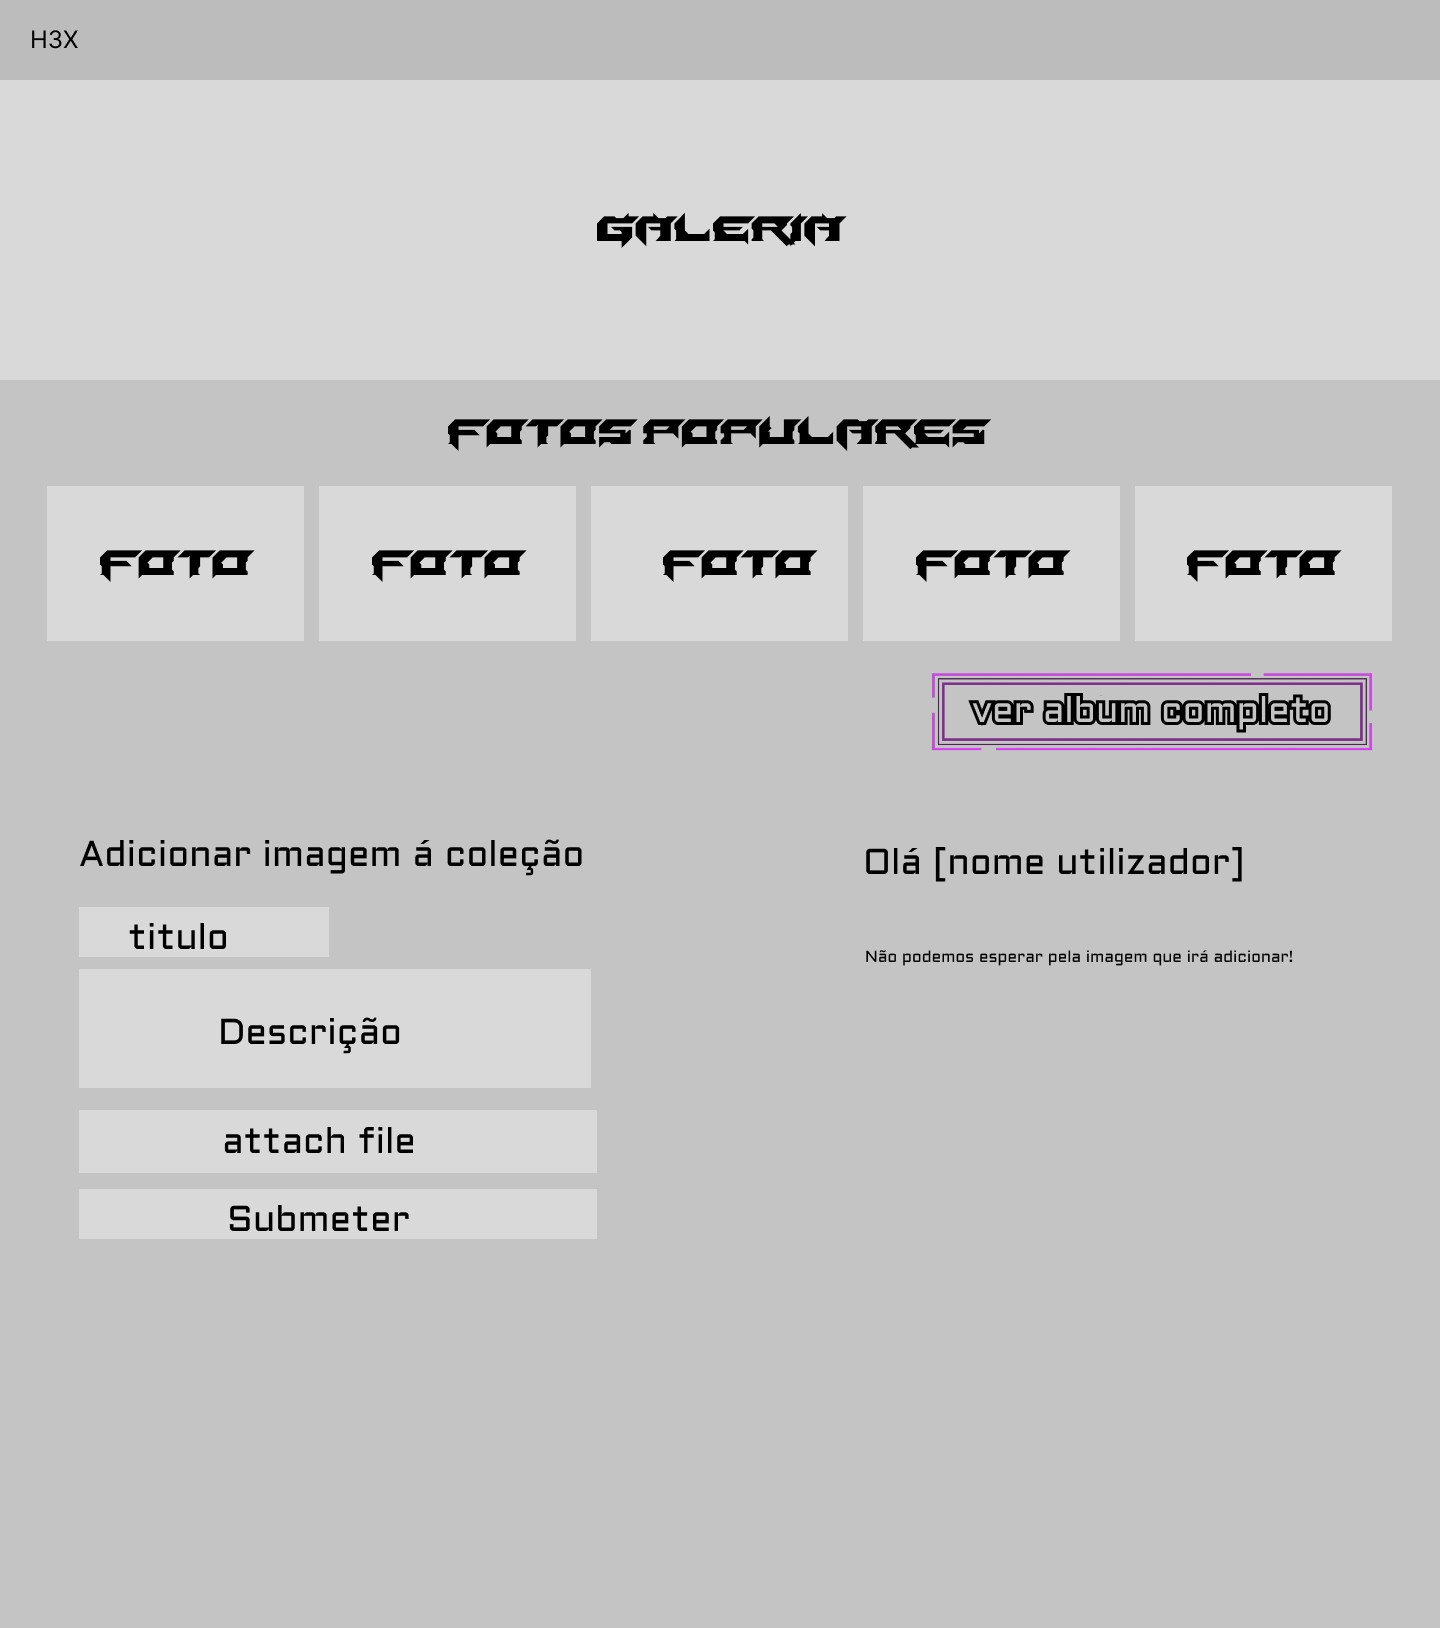 H3X
GALERIA
FOTOS POPULARES
FOTO FOTO FOTO FOTO FOTO
ver album completo
Adicionar imagem á coleção
titulo
Descrição
attach file
Submeter
Olá [nome utilizador]
Não podemos esperar pela imagem que irá adicionar!